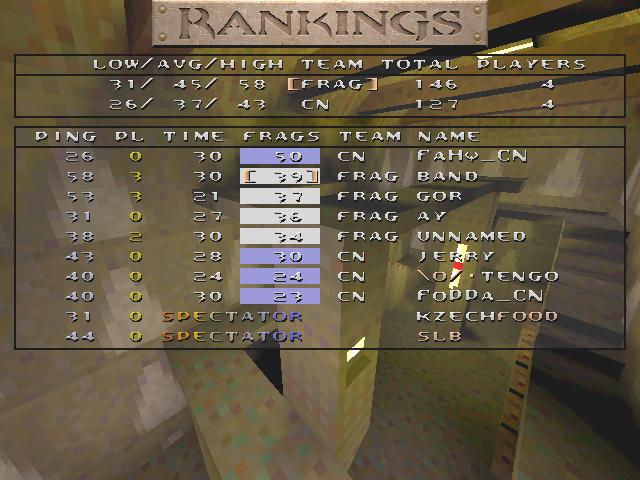 RANKINGS
LOW/AVG/HIGH TEAM TOTAL PLAYERS
31/ 45/ 58 [FRAG] 146 4
26/ 37/ 43 CN 127 4
PING PL TIME FRAGS TEAM NAME
26 0 30 50 CN FAHY_CN
58 3 30 [ 39] FRAG BAND
53 3 21 37 FRAG GOR
31 0 27 36 FRAG AY
38 2 30 34 FRAG UNNAMED
43 0 28 30 CN JERRY
40 0 24 24 CN \O/·TENGO
40 0 30 23 CN FODDA_CN
31 0 SPECTATOR KZECHFOOD
44 0 SPECTATOR SLB